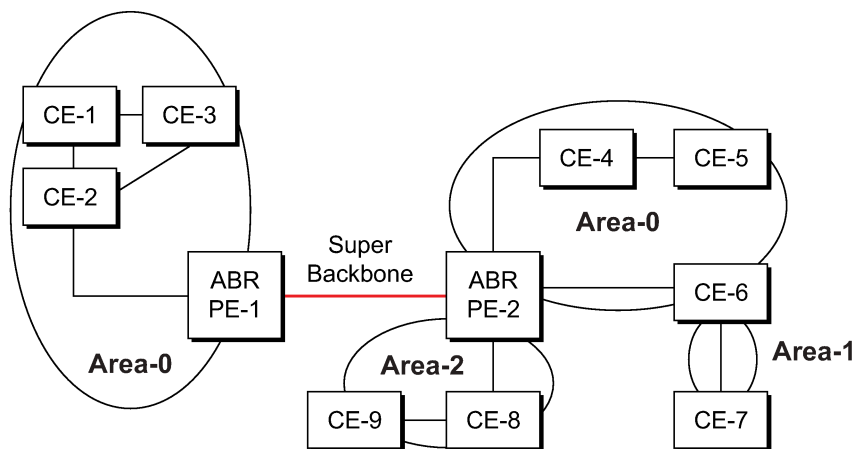 CE-1
CE-3
CE-2
ABR
PE-1
Area-0
Super
Backbone
CE-4
CE-5
Area-0
ABR
PE-2
CE-6
Area-2
Area-1
CE-9
CE-8
CE-7